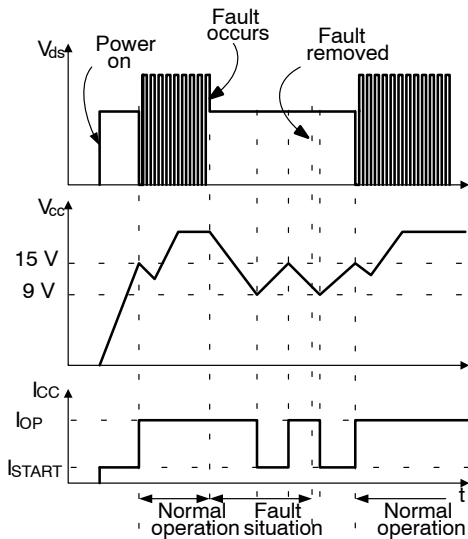 Fault
occurs
Power
on
Fault
removed
Vds
Vcc
15 V
9 V
ICC
IOP
ISTART
t
Normal
operation
Fault
situation
Normal
operation